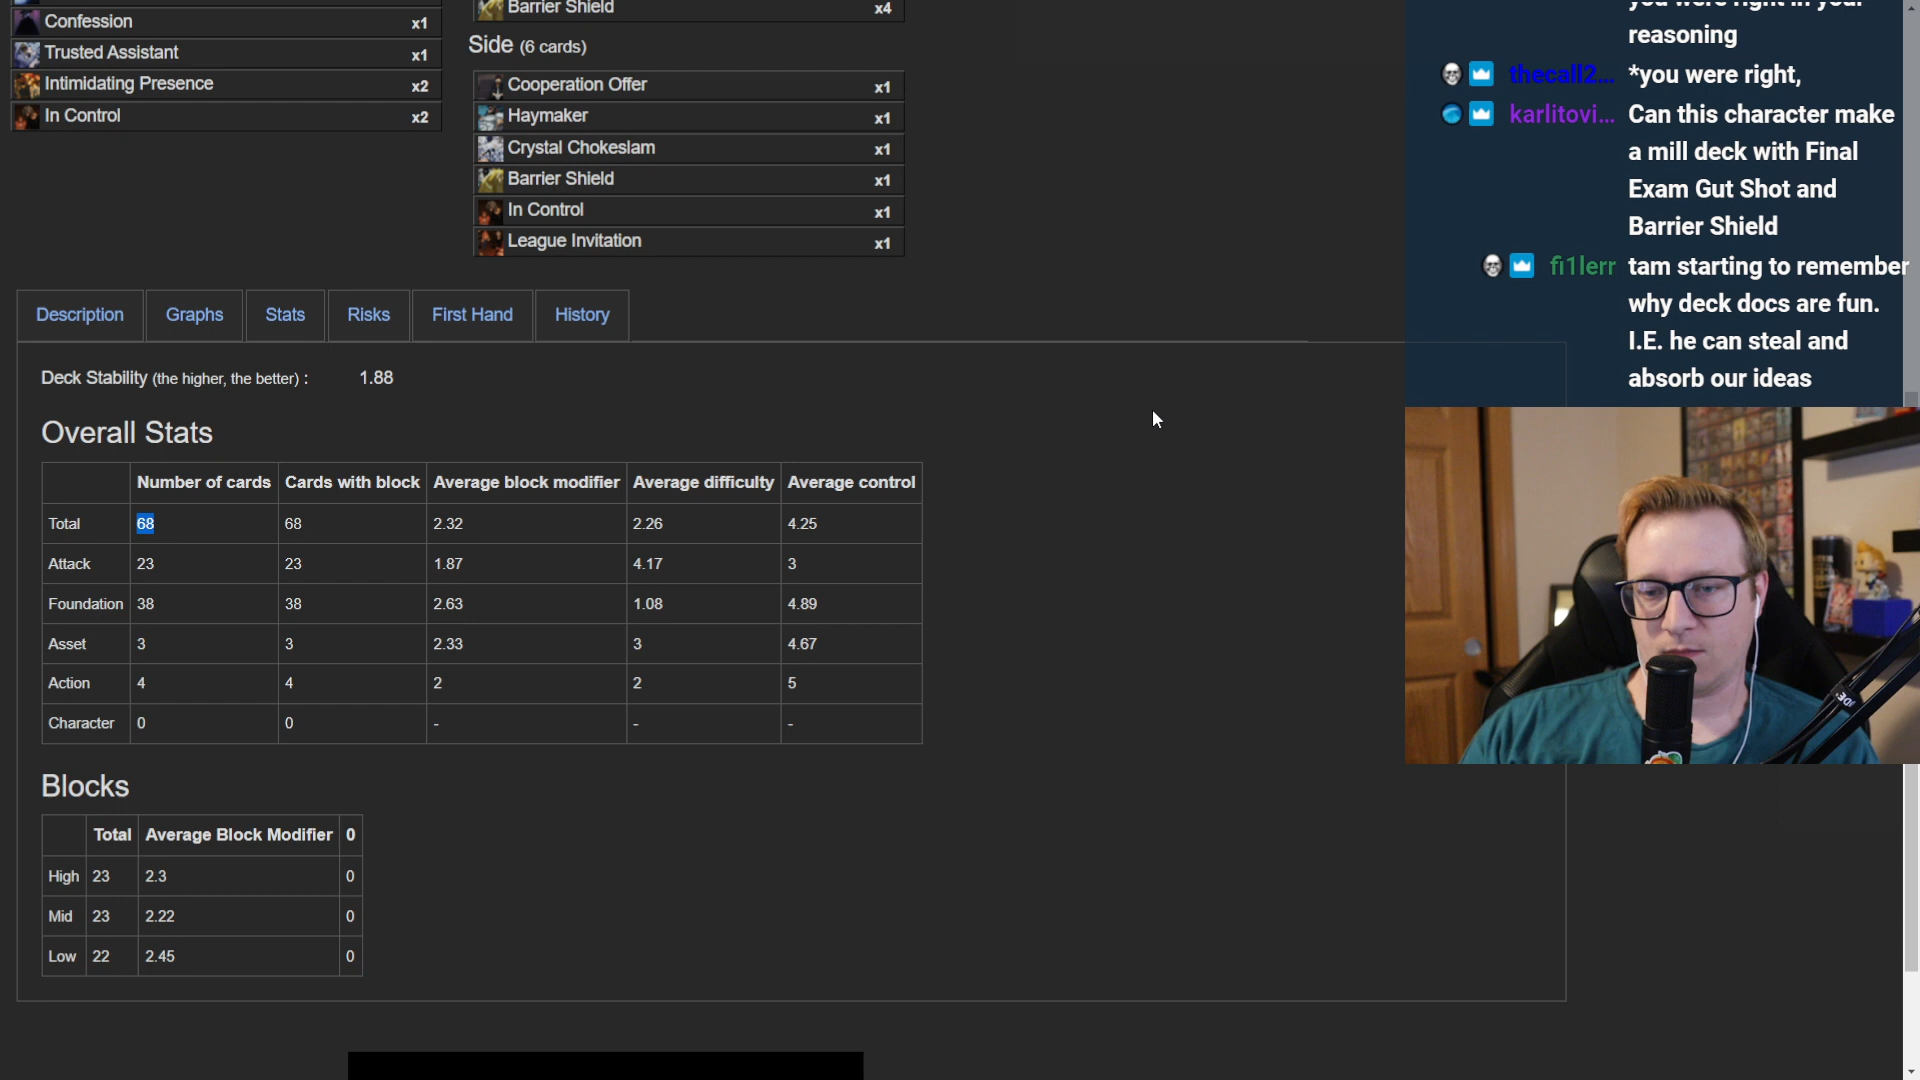 Confession x1
Trusted Assistant x1
Intimidating Presence x2
In Control x2
Barrier Shield x4
Side (6 cards)
Cooperation Offer x1
Haymaker x1
Crystal Chokeslam x1
Barrier Shield x1
In Control x1
League Invitation x1
Description Graphs Stats Risks First Hand History
Deck Stability (the higher, the better) : 1.88
Overall Stats
Number of cards Cards with block Average block modifier Average difficulty Average control
Total 68 68 2.32 2.26 4.25
Attack 23 23 1.87 4.17 3
Foundation 38 38 2.63 1.08 4.89
Asset 3 3 2.33 3 4.67
Action 4 4 2 2 5
Character 0 0 - - -
Blocks
Total Average Block Modifier 0
High 23 2.3 0
Mid 23 2.22 0
Low 22 2.45 0
you were right in your
reasoning
thecall2... *you were right,
karlitovi... Can this character make
a mill deck with Final
Exam Gut Shot and
Barrier Shield
fi1lerr tam starting to remember
why deck docs are fun.
I.E. he can steal and
absorb our ideas